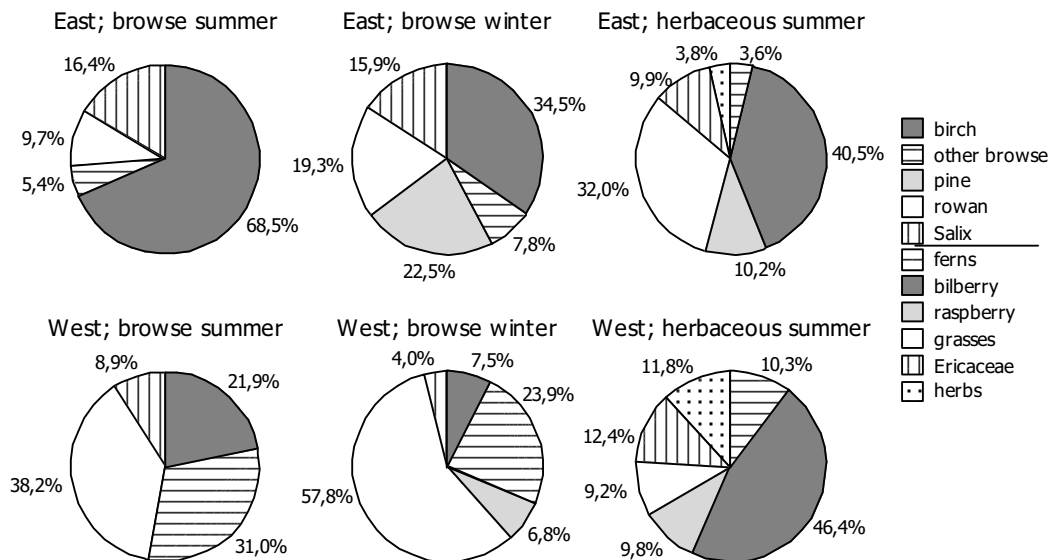 East; browse summer
East; browse winter
East; herbaceous summer
16,4%
9,7%
5,4%
68,5%
15,9%
34,5%
19,3%
22,5%
7,8%
3,8%
3,6%
9,9%
40,5%
32,0%
10,2%
birch
other browse
pine
rowan
Salix
ferns
bilberry
raspberry
grasses
Ericaceae
herbs
West; browse summer
West; browse winter
West; herbaceous summer
8,9%
21,9%
38,2%
31,0%
4,0%
7,5%
23,9%
57,8%
6,8%
11,8%
10,3%
12,4%
9,2%
9,8%
46,4%